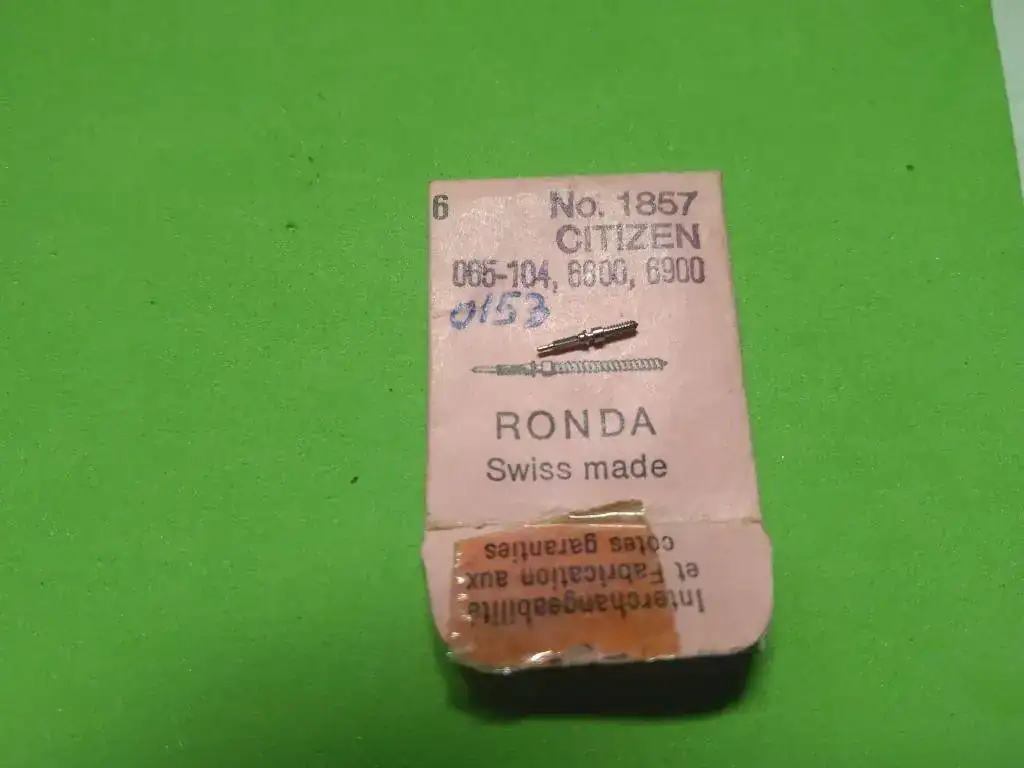 6 No. 1857
CITIZEN
065-104, 6800, 6900
0153
RONDA
Swiss made
Interchangeabilité
et Fabrication aux
cotes garanties